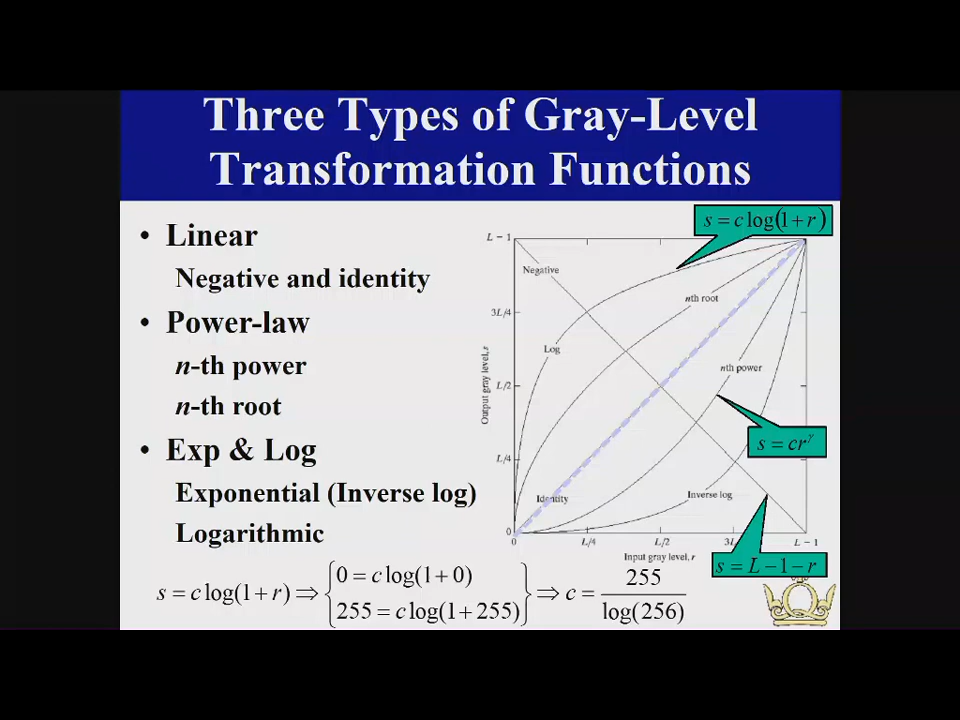 Three Types of Gray-Level
Transformation Functions
• Linear
Negative and identity
• Power-law
n-th power
n-th root
• Exp & Log
Exponential (Inverse log)
Logarithmic
s = c log(1 + r) ⇒ { 0 = c log(1 + 0) 255 = c log(1 + 255) } ⇒ c = 255 / log(256)
s = c log(1 + r)
L − 1
Negative
nth root
3L/4
Log
Output gray level, s
L/2
nth power
s = cr^γ
L/4
Identity
Inverse log
0
0 L/4 L/2 3L/ L − 1
Input gray level, r
s = L − 1 − r